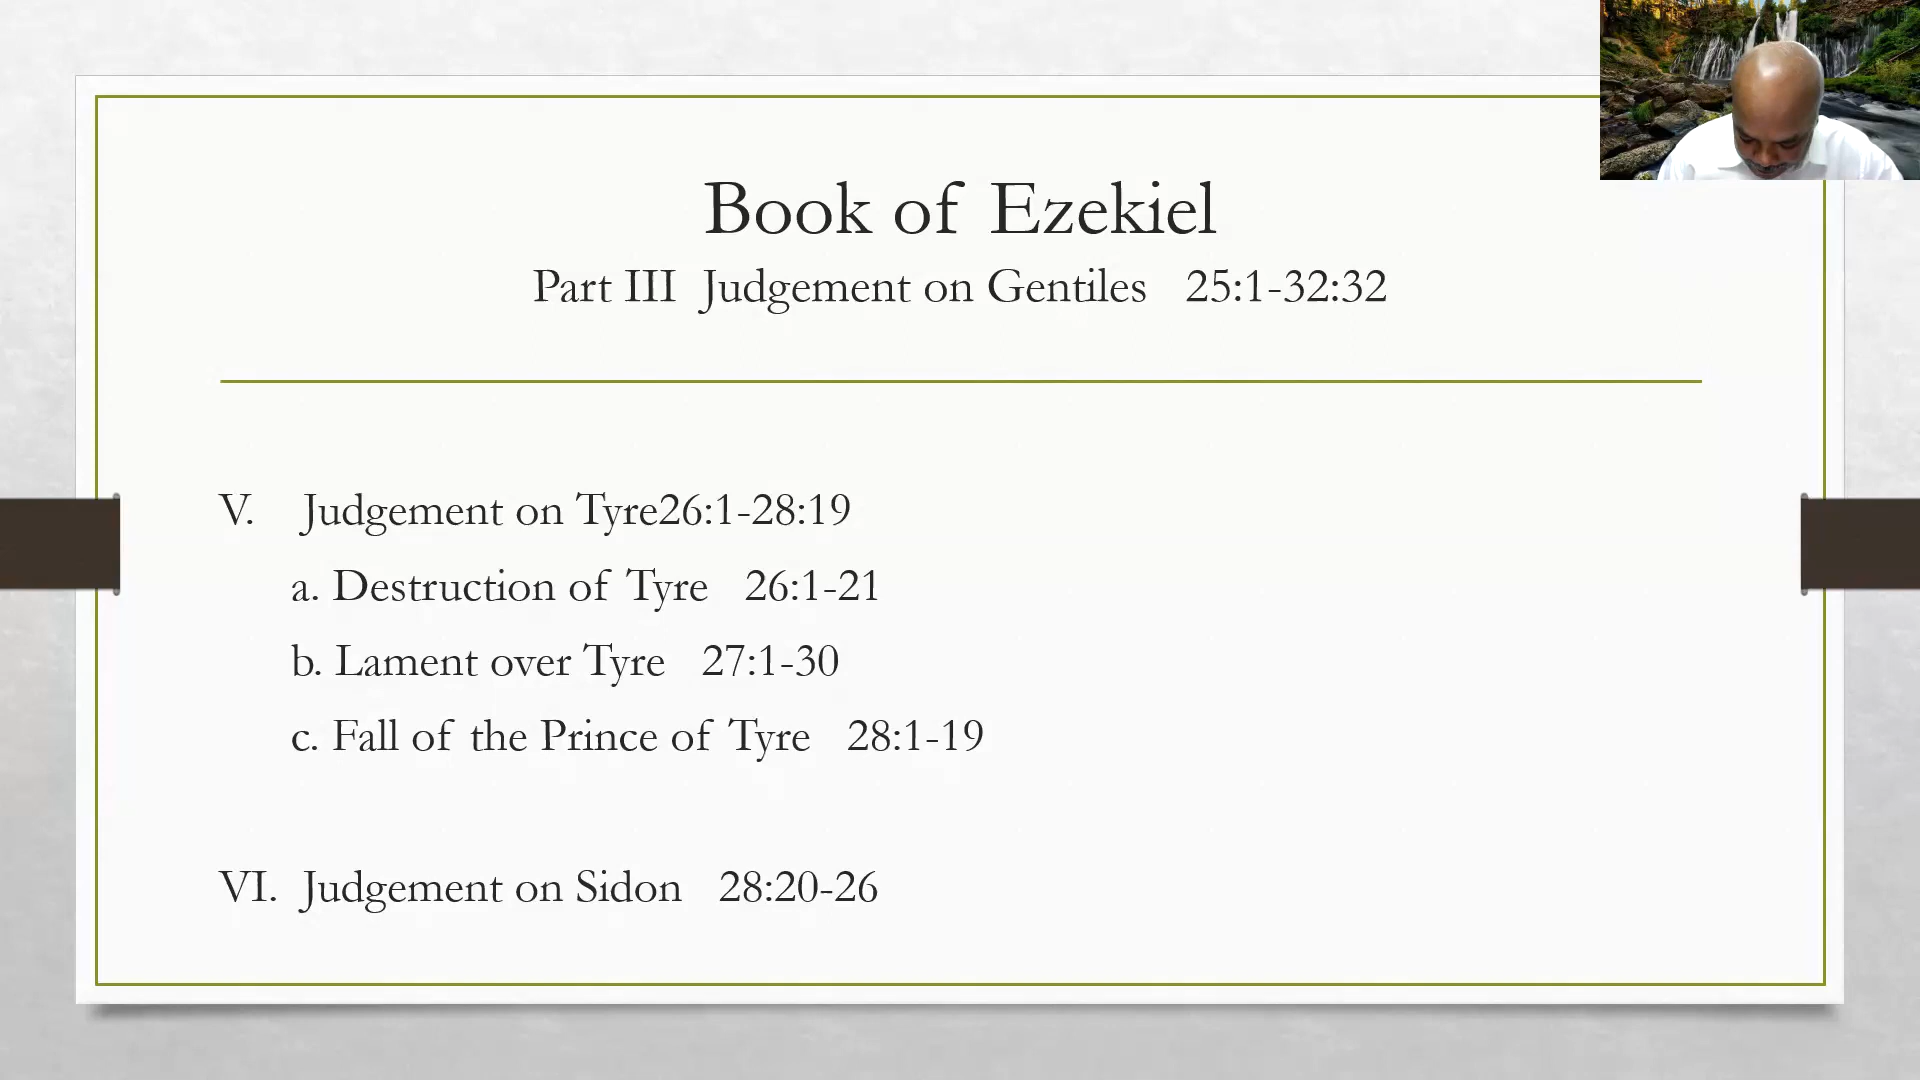 Book of Ezekiel
Part III Judgement on Gentiles 25:1-32:32
V. Judgement on Tyre26:1-28:19
a. Destruction of Tyre 26:1-21
b. Lament over Tyre 27:1-30
c. Fall of the Prince of Tyre 28:1-19
VI. Judgement on Sidon 28:20-26